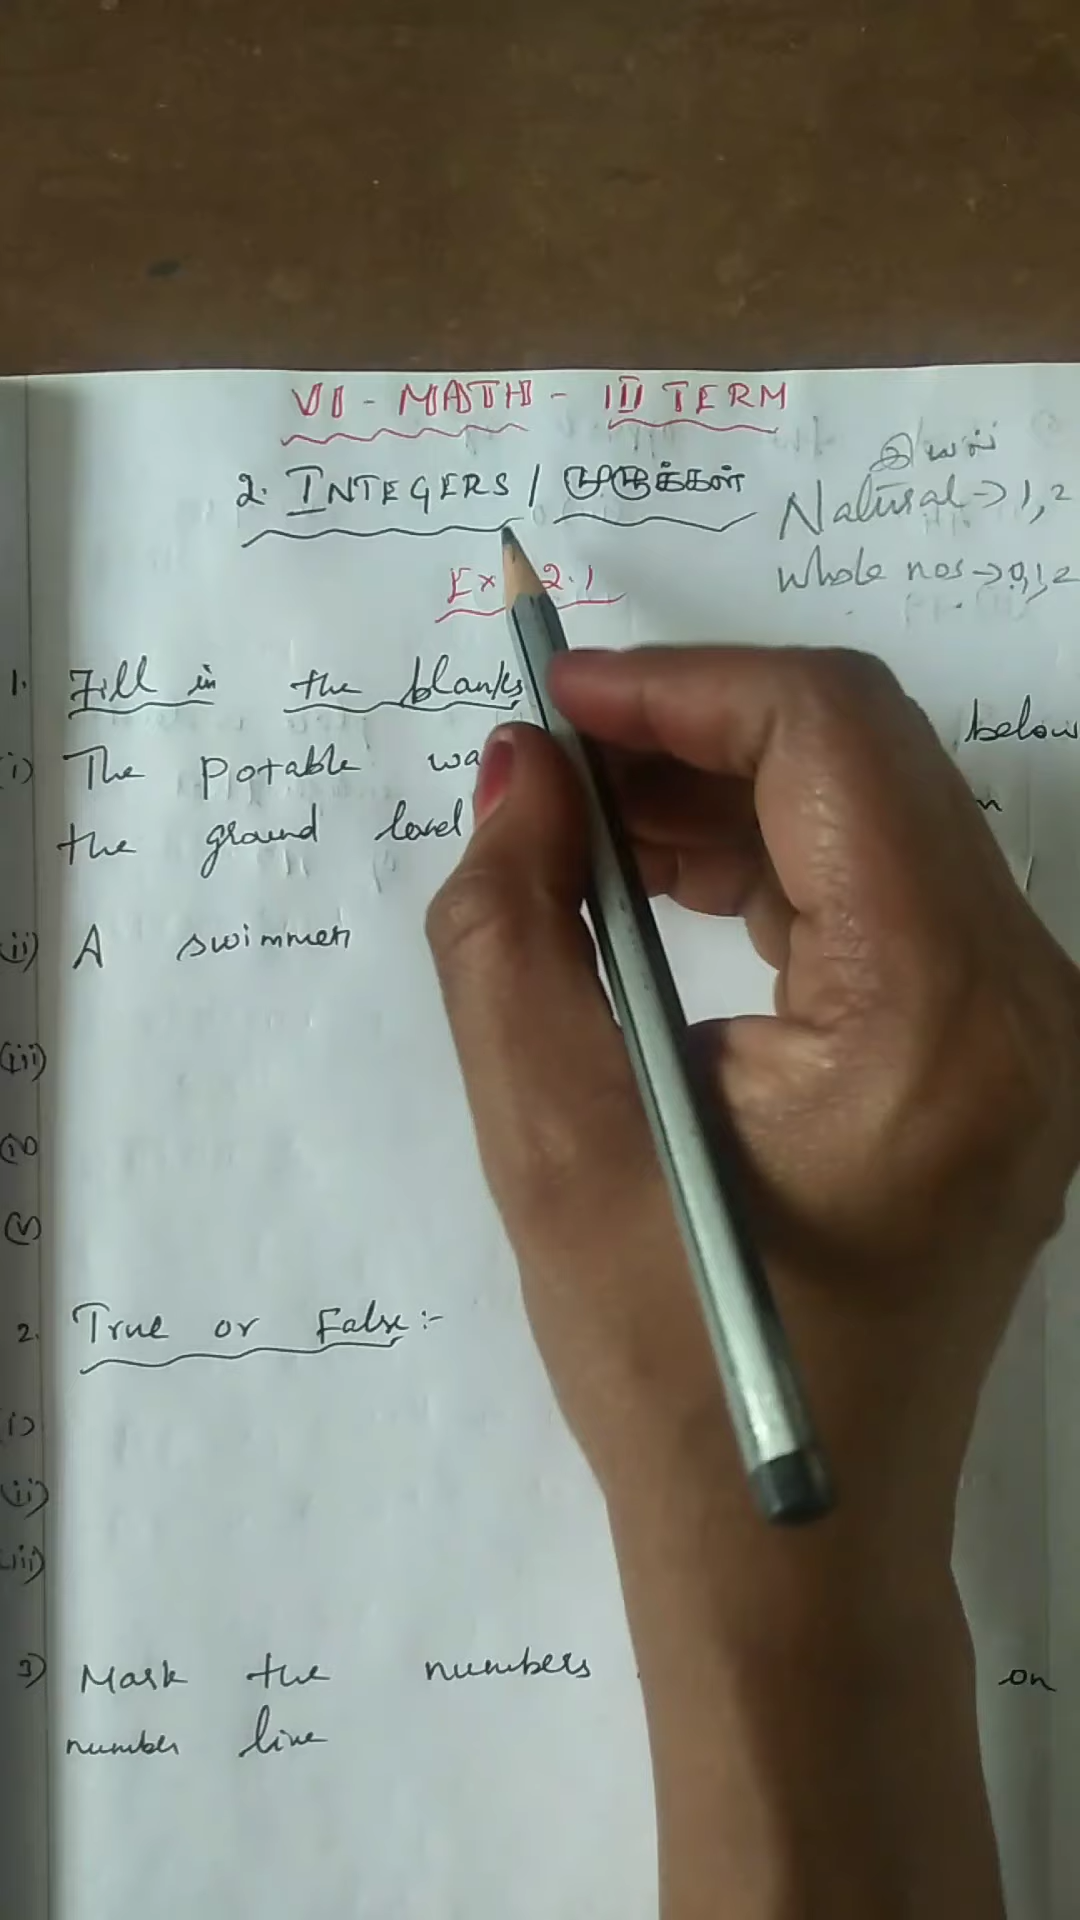 VI - MATH - III TERM
2. INTEGERS / முழுக்கள்
இயல்
Natural → 1, 2
Whole nos → 0, 1, 2
Ex 2.1
1. Fill in the blanks
(i) The potable wa below
the ground level
(ii) A swimmer
(iii)
(iv)
(v)
2. True or False :-
(i)
(ii)
(iii)
3) Mark the numbers on
number line